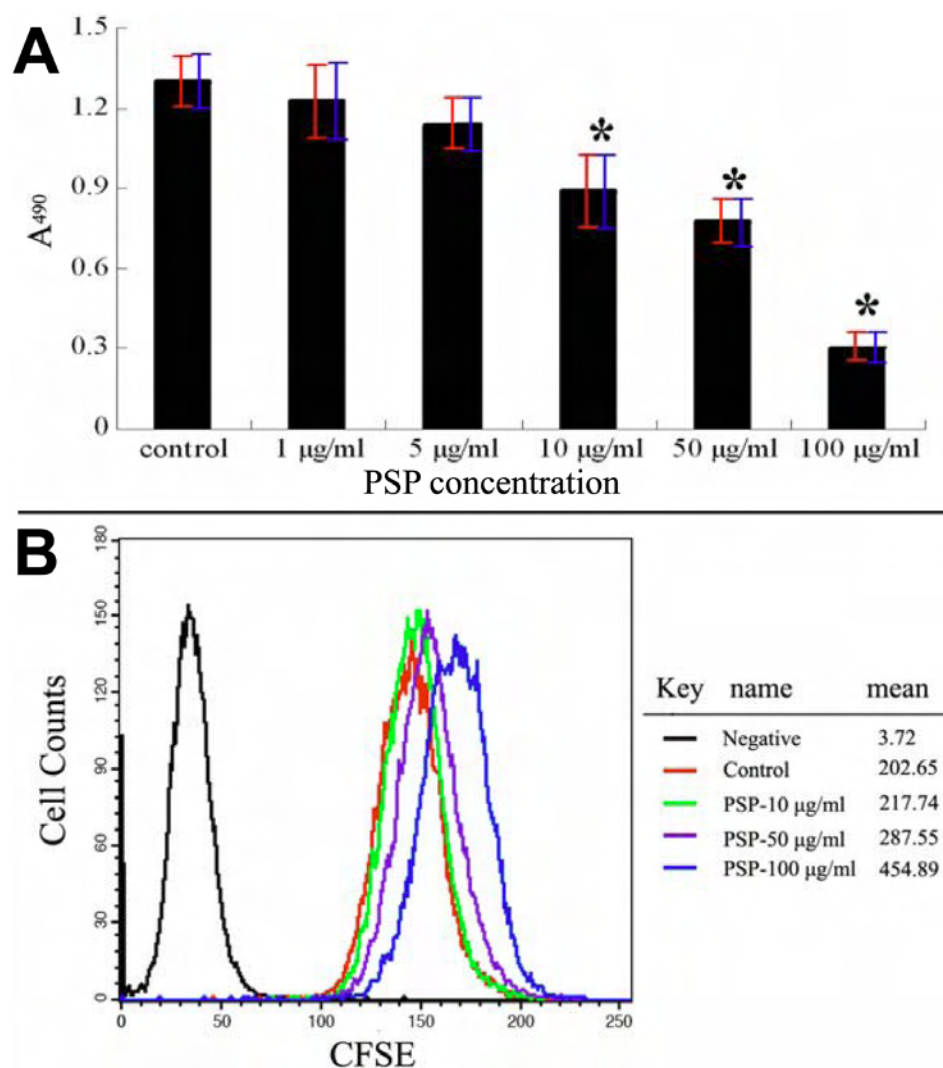 A
1.5
1.2
0.9
0.6
0.3
0
A490
*
*
*
control 1 μg/ml 5 μg/ml 10 μg/ml 50 μg/ml 100 μg/ml
PSP concentration
B
180
150
120
90
60
30
0
Cell Counts
0 50 100 150 200 250
CFSE
Key name mean
Negative 3.72
Control 202.65
PSP-10 μg/ml 217.74
PSP-50 μg/ml 287.55
PSP-100 μg/ml 454.89